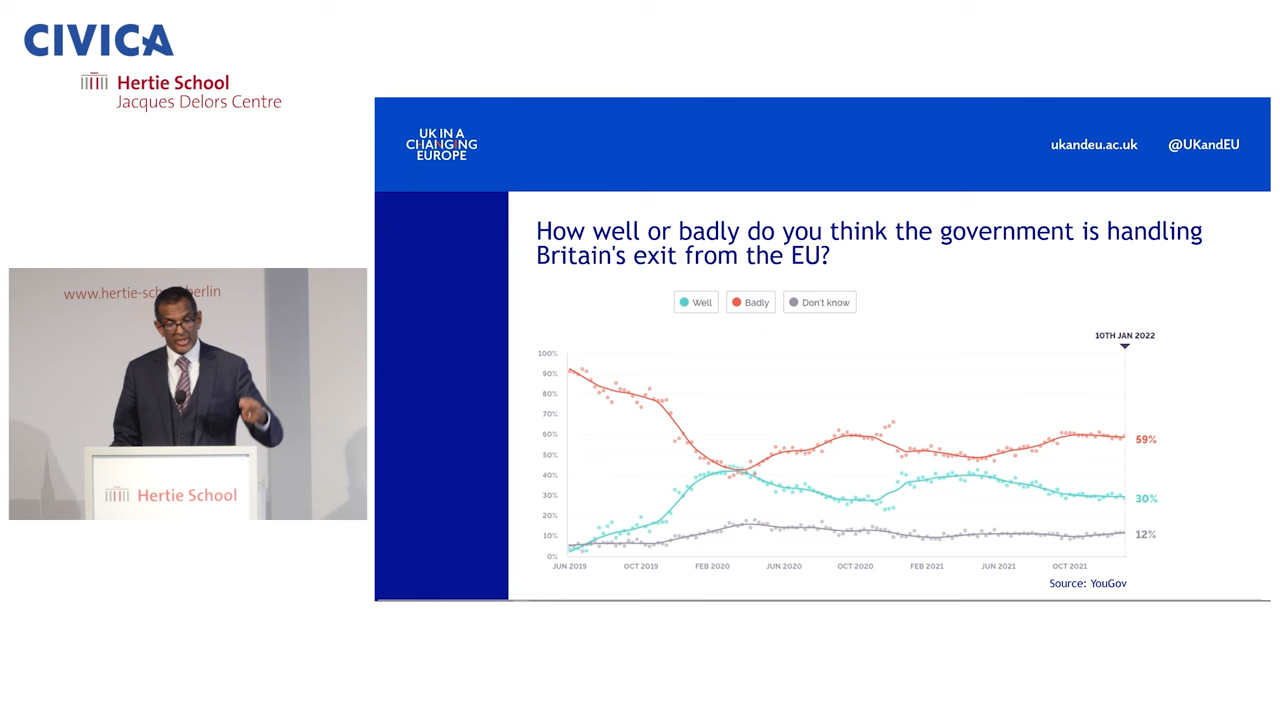 CIVICA
Hertie School
Jacques Delors Centre
UK IN A
CHANGING
EUROPE
ukandeu.ac.uk
@UKandEU
How well or badly do you think the government is handling
Britain's exit from the EU?
Well
Badly
Don't know
10TH JAN 2022
100%
90%
80%
70%
60%
50%
40%
30%
20%
10%
0%
59%
30%
12%
JUN 2019
OCT 2019
FEB 2020
JUN 2020
OCT 2020
FEB 2021
JUN 2021
OCT 2021
Source: YouGov
www.hertie-sch berlin
Hertie School